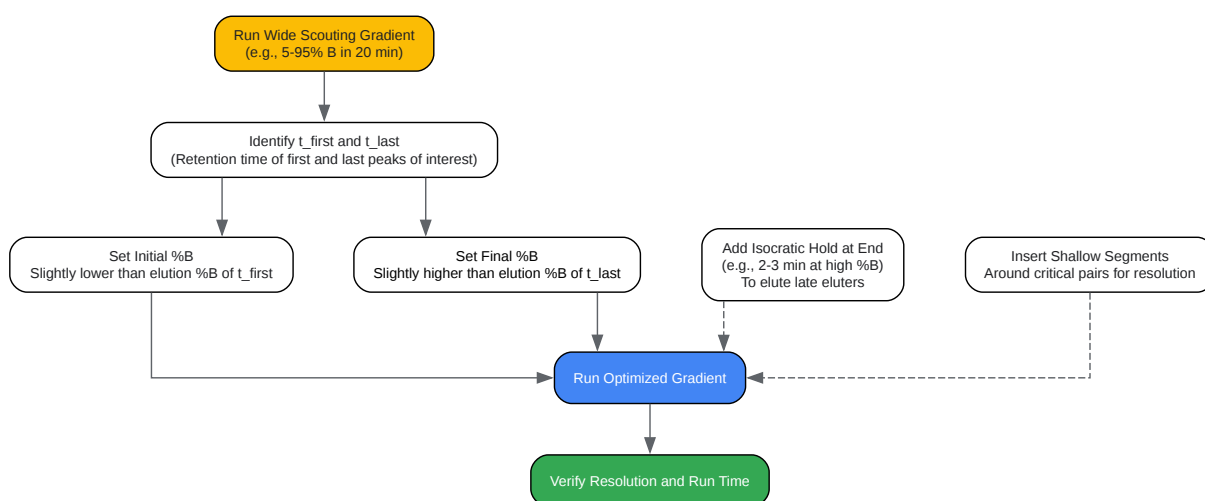 Run Wide Scouting Gradient
(e.g., 5-95% B in 20 min)
Identify t_first and t_last
(Retention time of first and last peaks of interest)
Set Initial %B
Slightly lower than elution %B of t_first
Set Final %B
Slightly higher than elution %B of t_last
Add Isocratic Hold at End
(e.g., 2-3 min at high %B)
To elute late eluters
Insert Shallow Segments
Around critical pairs for resolution
Run Optimized Gradient
Verify Resolution and Run Time